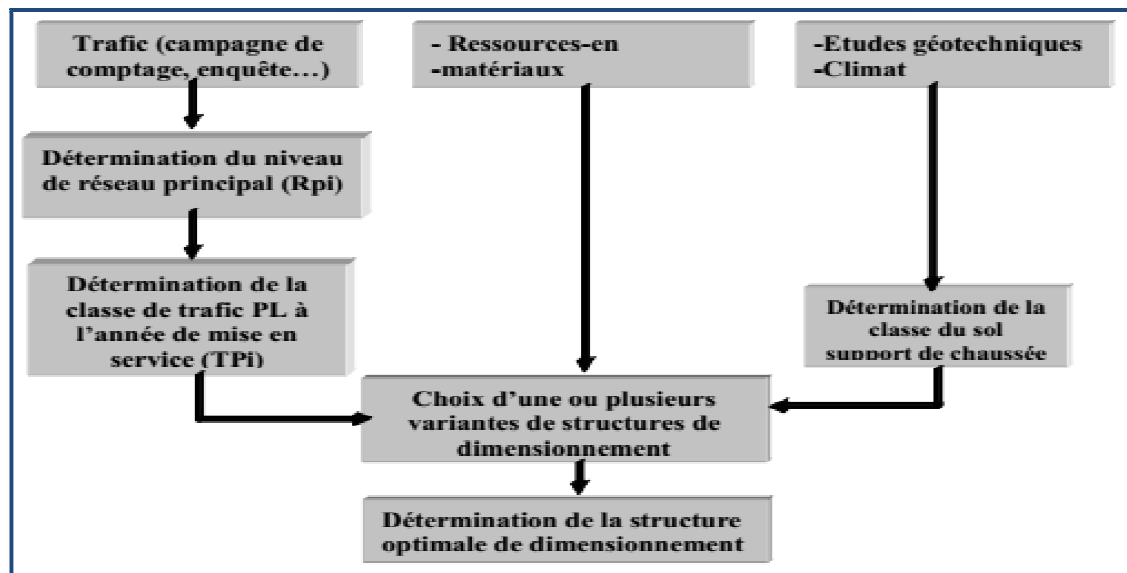 Trafic (campagne de
comptage, enquête…)
- Ressources-en
-matériaux
-Etudes géotechniques
-Climat
Détermination du niveau
de réseau principal (Rpi)
Détermination de la
classe de trafic PL à
l’année de mise en
service (TPi)
Détermination de la
classe du sol
support de chaussée
Choix d’une ou plusieurs
variantes de structures de
dimensionnement
Détermination de la structure
optimale de dimensionnement